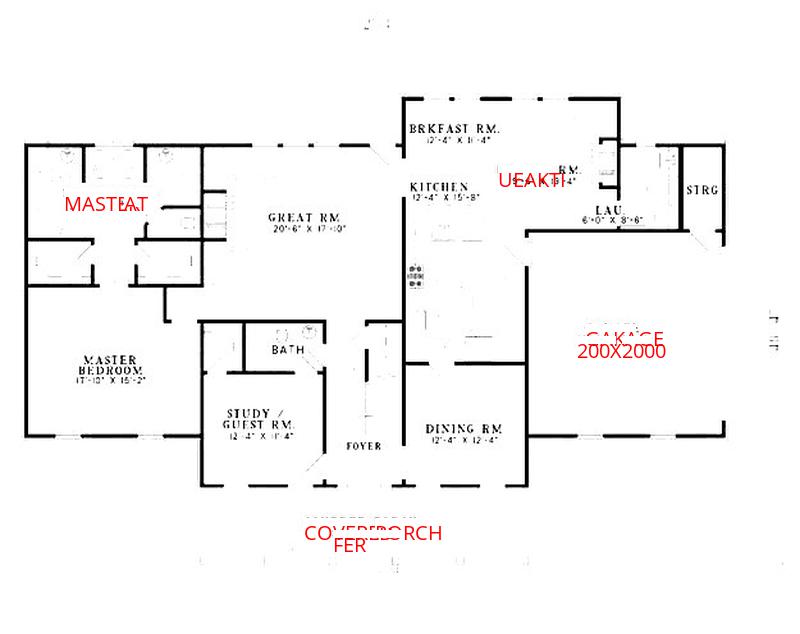 BRKFAST RM.
12'-4" X 11'-4"
RM.
UEAKTI
KITCHEN
12'-4" X 15'-8"
STRG
MASTEAT
LAU.
6'-0" X 8'-6"
GREAT RM
20'-6" X 17'-10"
GAKAGE
200X2000
BATH
MASTER
BEDROOM
17'-10" X 15'-2"
STUDY /
GUEST RM.
12'-4" X 11'-4"
FOYER
DINING RM
12'-4" X 12'-4"
FER